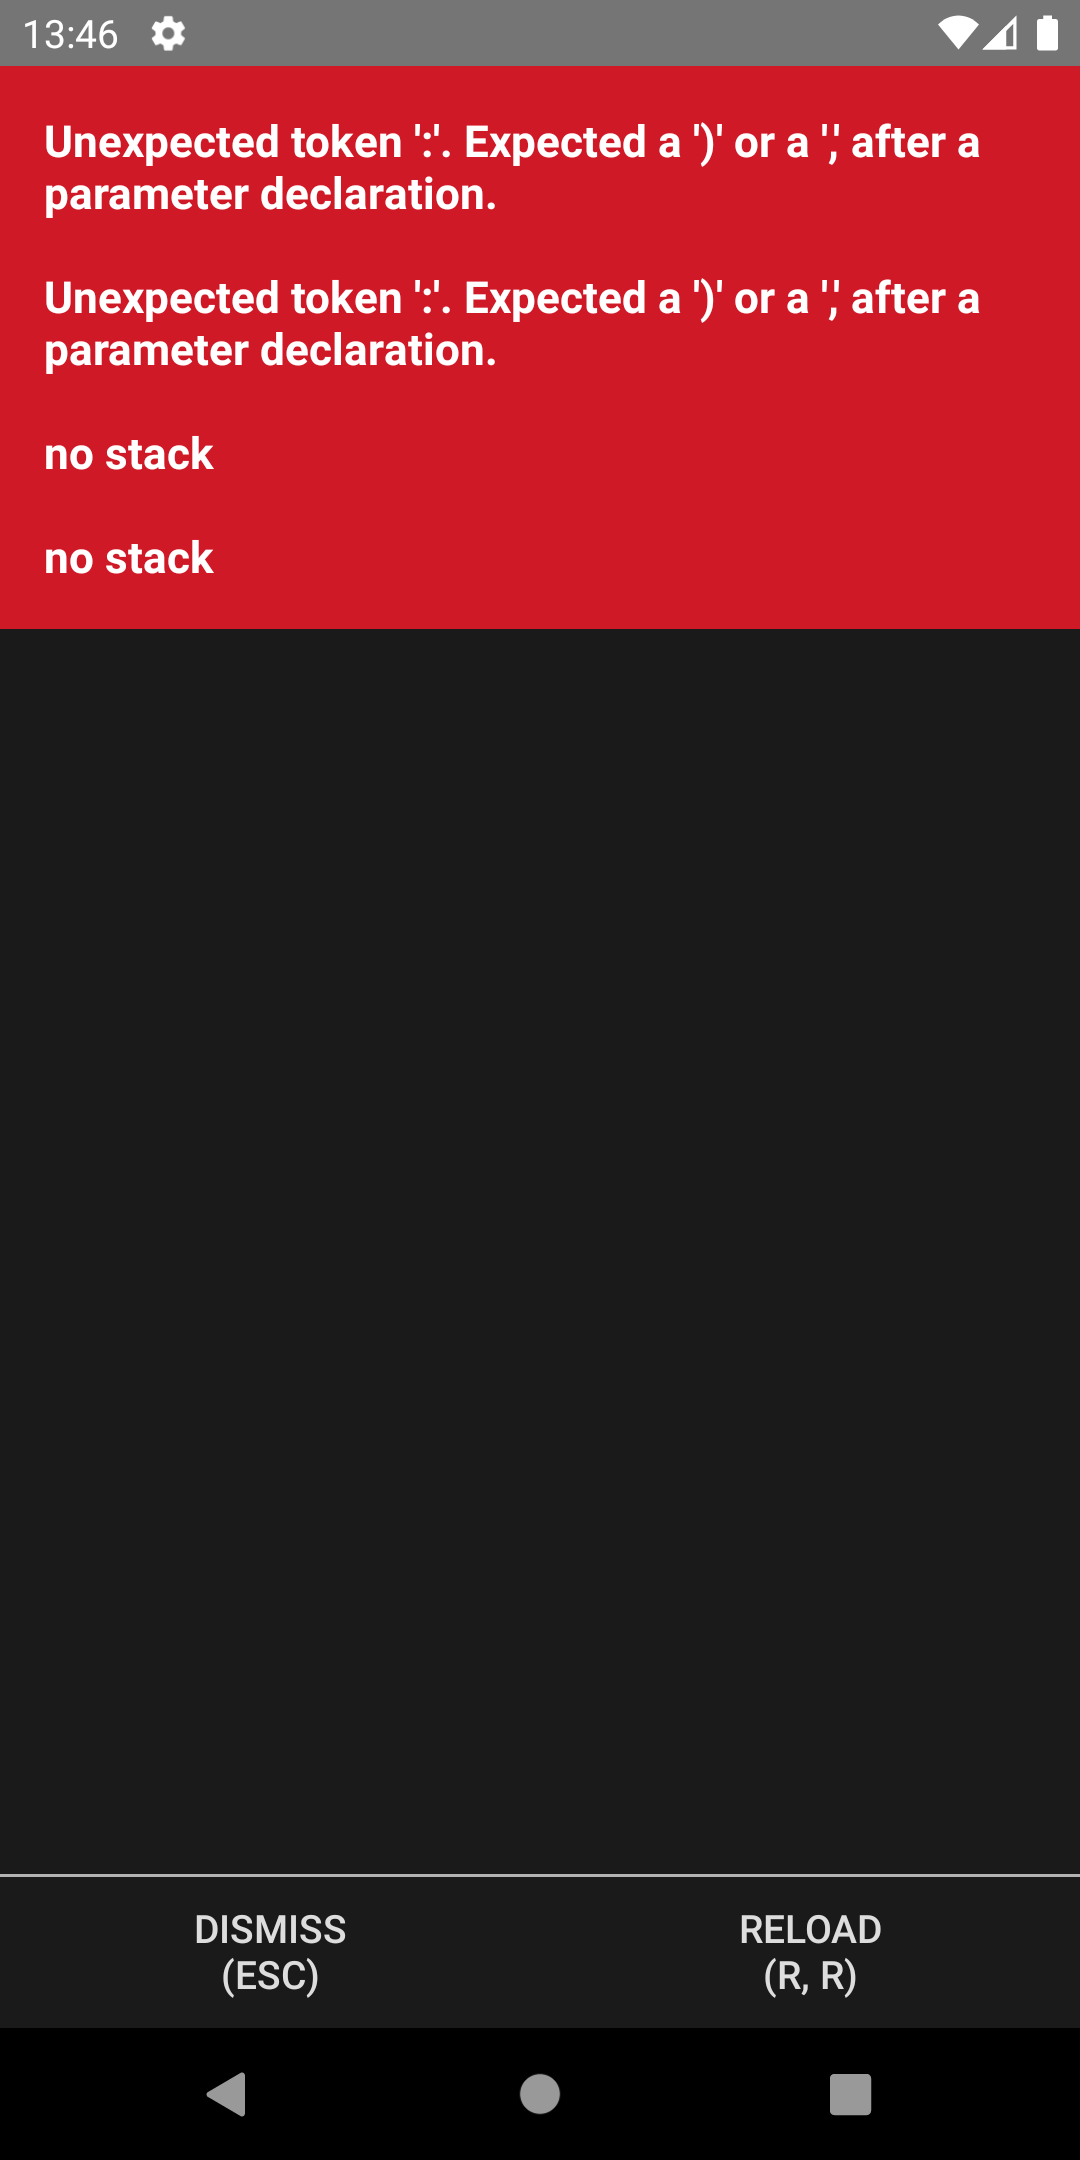 13:46
Unexpected token ':'. Expected a ')' or a ',' after a
parameter declaration.
Unexpected token ':'. Expected a ')' or a ',' after a
parameter declaration.
no stack
no stack
DISMISS
(ESC)
RELOAD
(R, R)